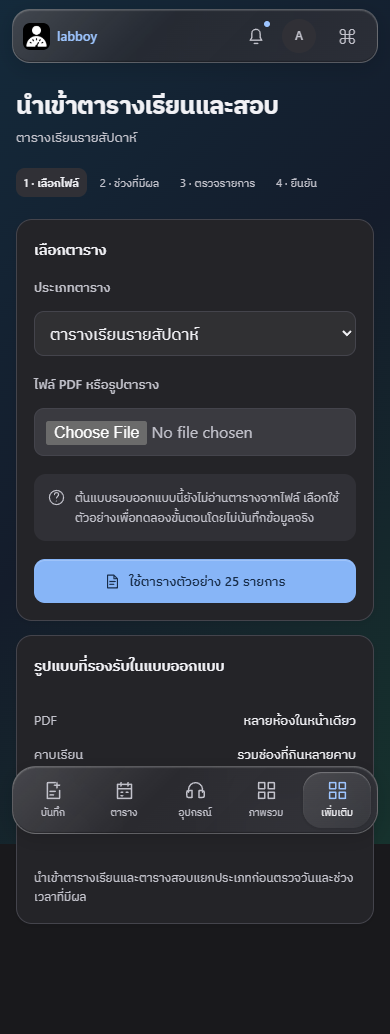 labboy
A
⌘
นำเข้าตารางเรียนและสอบ
ตารางเรียนรายสัปดาห์
1 · เลือกไฟล์
2 · ช่วงที่มีผล
3 · ตรวจรายการ
4 · ยืนยัน
เลือกตาราง
ประเภทตาราง
ตารางเรียนรายสัปดาห์
ไฟล์ PDF หรือรูปตาราง
Choose File No file chosen
ต้นแบบรอบออกแบบนี้ยังไม่อ่านตารางจากไฟล์ เลือกใช้
ตัวอย่างเพื่อทดลองขั้นตอนโดยไม่บันทึกข้อมูลจริง
ใช้ตารางตัวอย่าง 25 รายการ
รูปแบบที่รองรับในแบบออกแบบ
PDF หลายห้องในหน้าเดียว
คาบเรียน รวมช่องที่กินหลายคาบ
บันทึก
ตาราง
อุปกรณ์
ภาพรวม
เพิ่มเติม
นำเข้าตารางเรียนและตารางสอบแยกประเภทก่อนตรวจวันและช่วง
เวลาที่มีผล